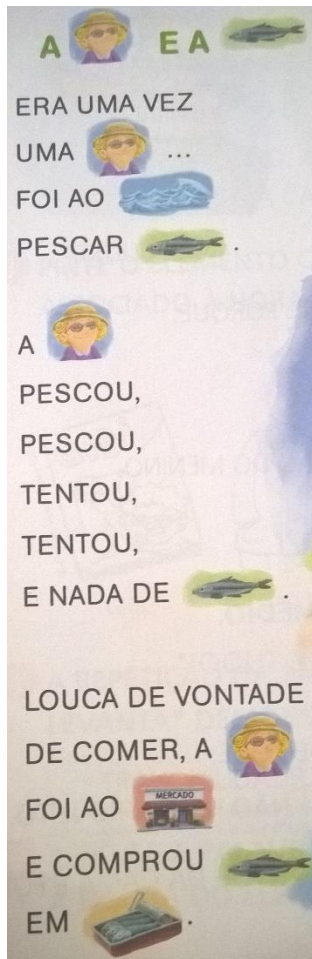 A E A
ERA UMA VEZ
UMA ...
FOI AO
PESCAR .
A
PESCOU,
PESCOU,
TENTOU,
TENTOU,
E NADA DE .
LOUCA DE VONTADE
DE COMER, A
FOI AO MERCADO
E COMPROU
EM .